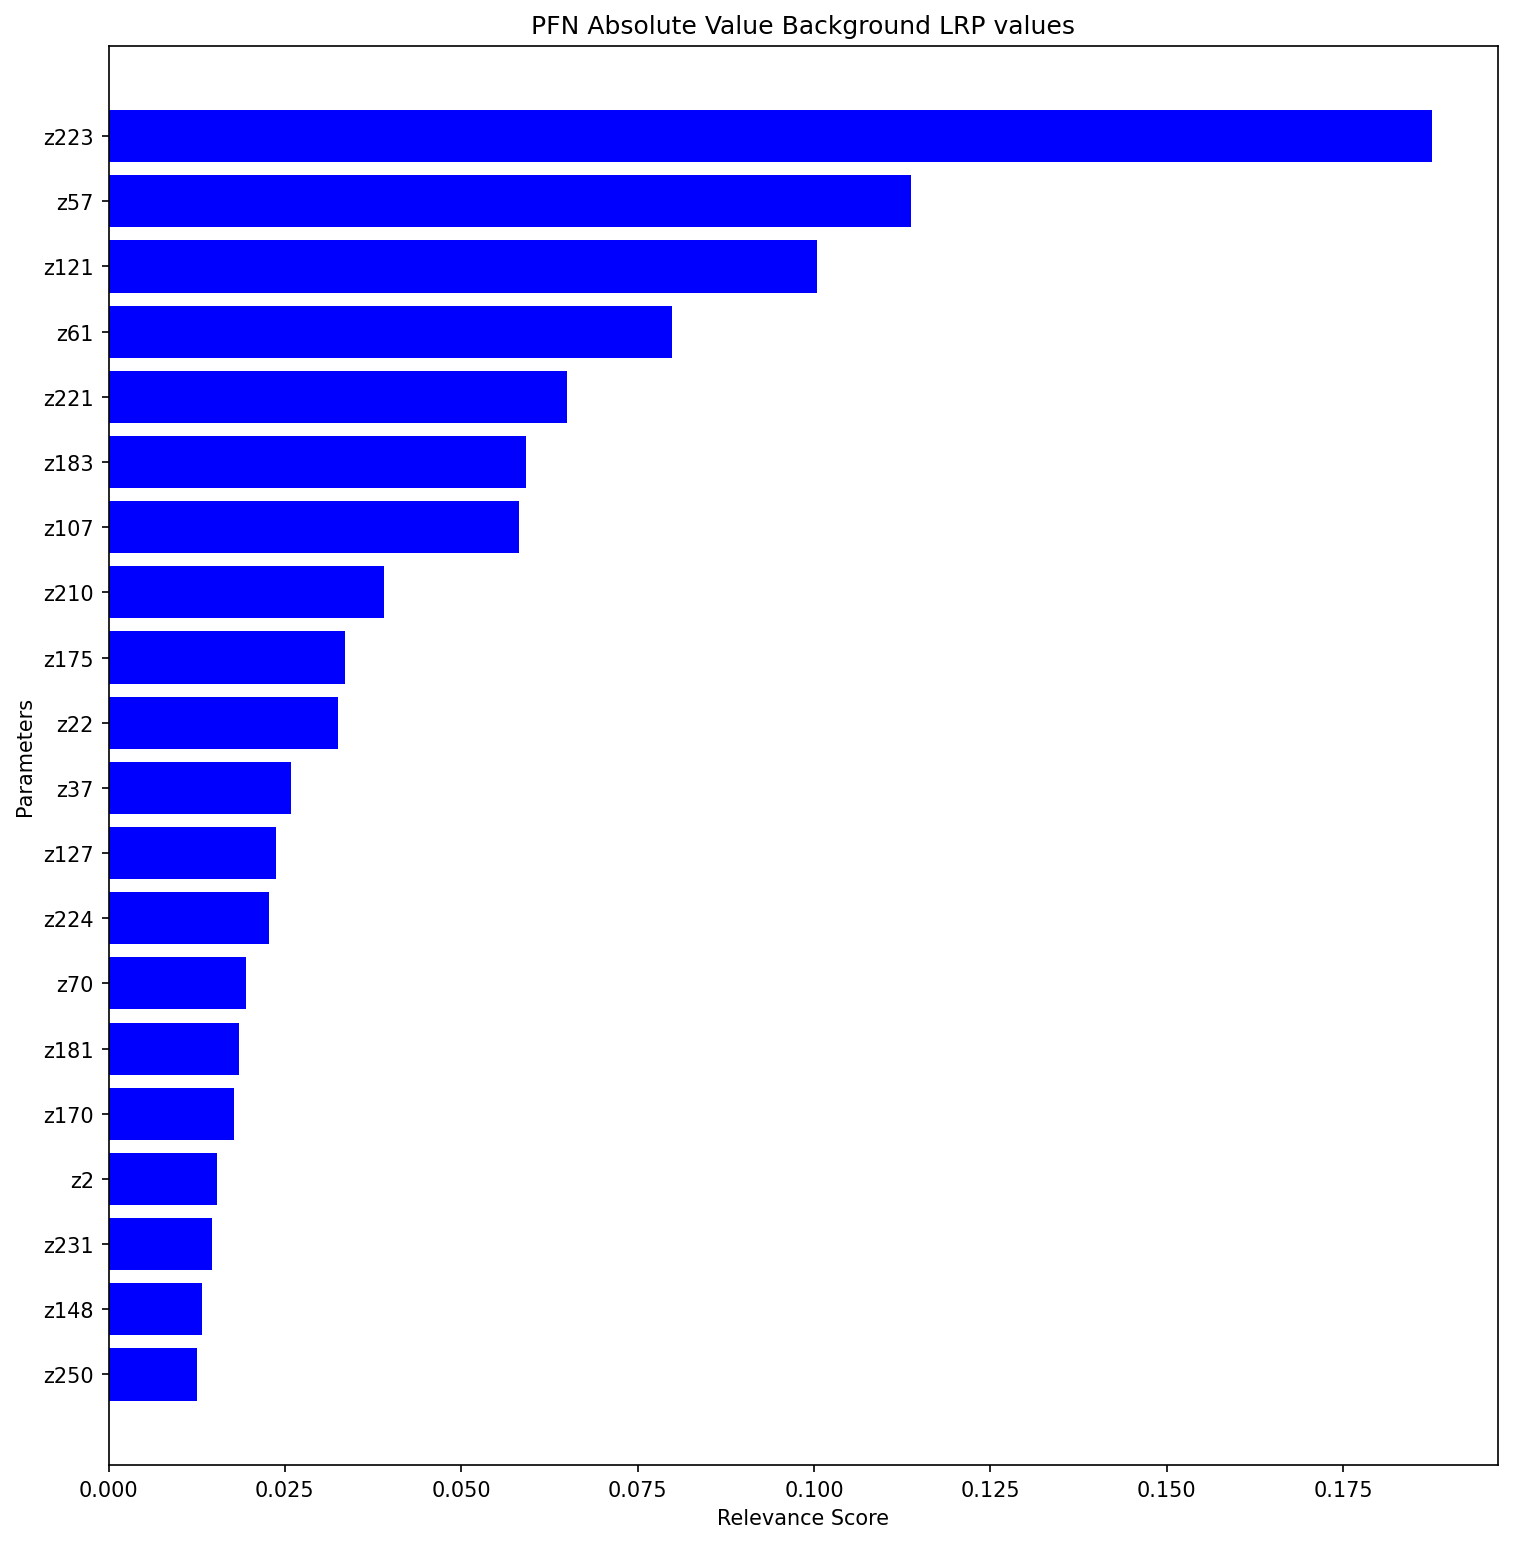 PFN Absolute Value Background LRP values
z223
z57
z121
z61
z221
z183
z107
z210
z175
z22
z37
z127
z224
z70
z181
z170
z2
z231
z148
z250
Parameters
0.000 0.025 0.050 0.075 0.100 0.125 0.150 0.175
Relevance Score